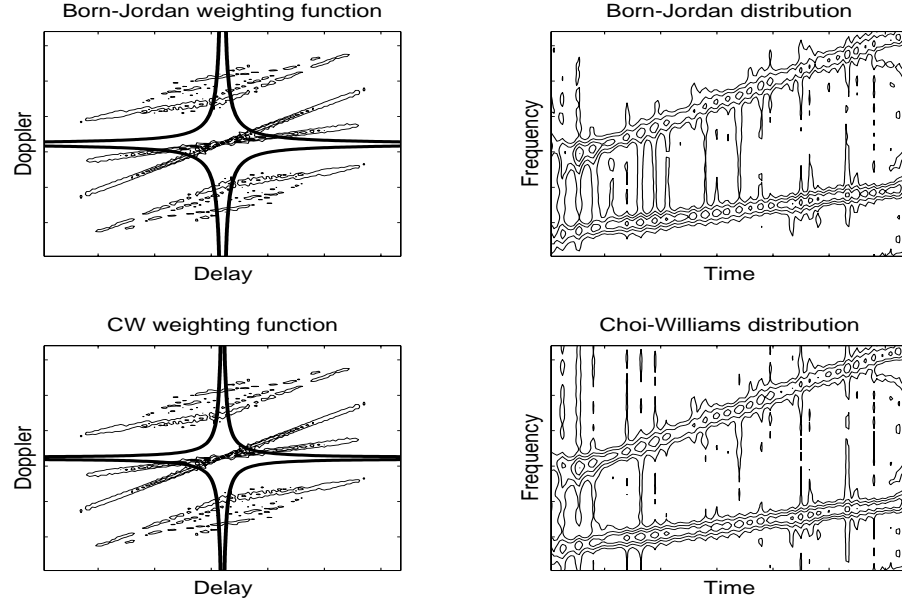 Born-Jordan weighting function
Doppler
Delay
Born-Jordan distribution
Frequency
Time
CW weighting function
Doppler
Delay
Choi-Williams distribution
Frequency
Time